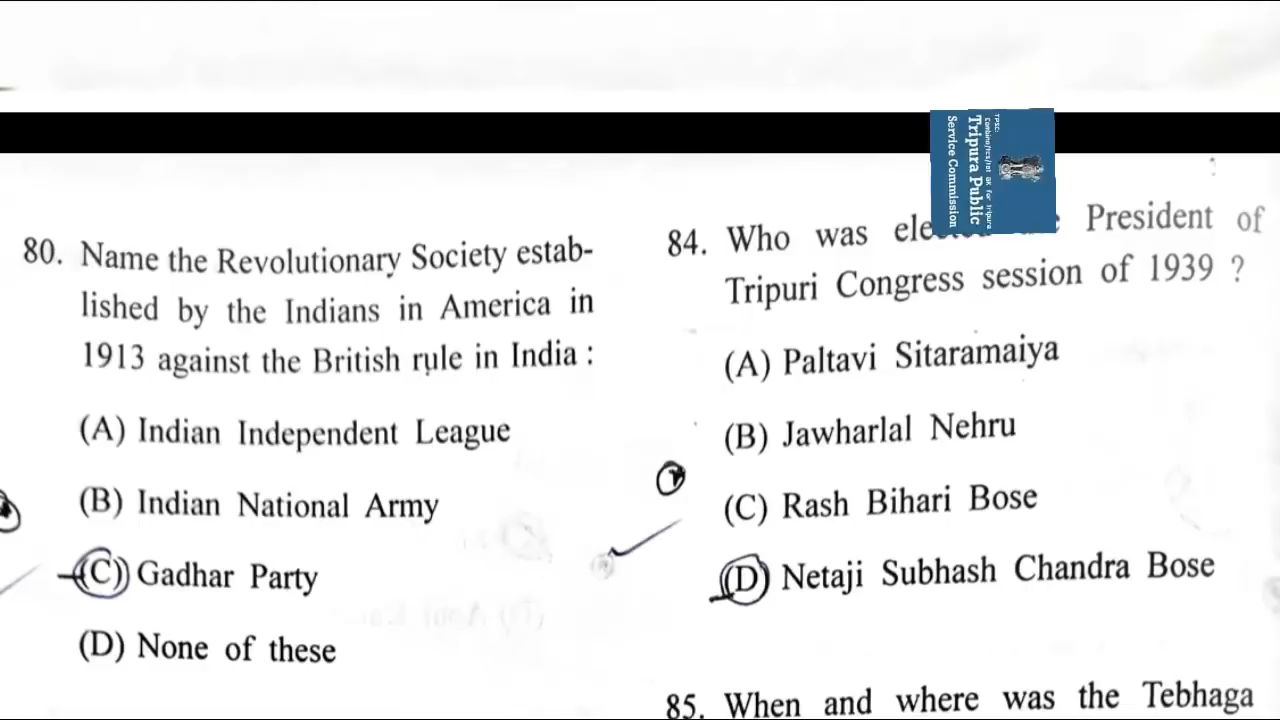 TPSC:
Tripura Public
Service Commission
80. Name the Revolutionary Society estab-
lished by the Indians in America in
1913 against the British rule in India :
(A) Indian Independent League
(B) Indian National Army
(C) Gadhar Party
(D) None of these
84. Who was President of
Tripuri Congress session of 1939 ?
(A) Paltavi Sitaramaiya
(B) Jawharlal Nehru
(C) Rash Bihari Bose
(D) Netaji Subhash Chandra Bose
85. When and where was the Tebhaga